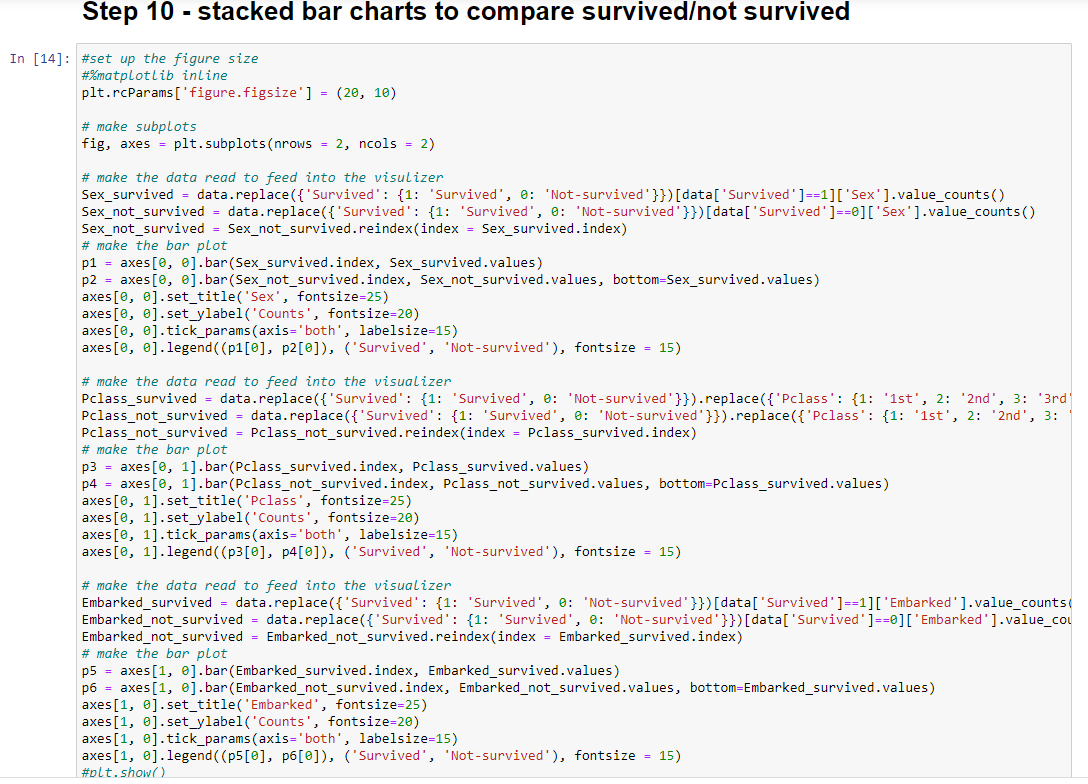 Step 10 - stacked bar charts to compare survived/not survived
In [14]:
#set up the figure size
#%matplotlib inline
plt.rcParams['figure.figsize'] = (20, 10)
# make subplots
fig, axes = plt.subplots(nrows = 2, ncols = 2)
# make the data read to feed into the visulizer
Sex_survived = data.replace({'Survived': {1: 'Survived', 0: 'Not-survived'}})[data['Survived']==1]['Sex'].value_counts()
Sex_not_survived = data.replace({'Survived': {1: 'Survived', 0: 'Not-survived'}})[data['Survived']==0]['Sex'].value_counts()
Sex_not_survived = Sex_not_survived.reindex(index = Sex_survived.index)
# make the bar plot
p1 = axes[0, 0].bar(Sex_survived.index, Sex_survived.values)
p2 = axes[0, 0].bar(Sex_not_survived.index, Sex_not_survived.values, bottom=Sex_survived.values)
axes[0, 0].set_title('Sex', fontsize=25)
axes[0, 0].set_ylabel('Counts', fontsize=20)
axes[0, 0].tick_params(axis='both', labelsize=15)
axes[0, 0].legend((p1[0], p2[0]), ('Survived', 'Not-survived'), fontsize = 15)
# make the data read to feed into the visualizer
Pclass_survived = data.replace({'Survived': {1: 'Survived', 0: 'Not-survived'}}).replace({'Pclass': {1: '1st', 2: '2nd', 3: '3rd'
Pclass_not_survived = data.replace({'Survived': {1: 'Survived', 0: 'Not-survived'}}).replace({'Pclass': {1: '1st', 2: '2nd', 3: '
Pclass_not_survived = Pclass_not_survived.reindex(index = Pclass_survived.index)
# make the bar plot
p3 = axes[0, 1].bar(Pclass_survived.index, Pclass_survived.values)
p4 = axes[0, 1].bar(Pclass_not_survived.index, Pclass_not_survived.values, bottom=Pclass_survived.values)
axes[0, 1].set_title('Pclass', fontsize=25)
axes[0, 1].set_ylabel('Counts', fontsize=20)
axes[0, 1].tick_params(axis='both', labelsize=15)
axes[0, 1].legend((p3[0], p4[0]), ('Survived', 'Not-survived'), fontsize = 15)
# make the data read to feed into the visualizer
Embarked_survived = data.replace({'Survived': {1: 'Survived', 0: 'Not-survived'}})[data['Survived']==1]['Embarked'].value_counts(
Embarked_not_survived = data.replace({'Survived': {1: 'Survived', 0: 'Not-survived'}})[data['Survived']==0]['Embarked'].value_cou
Embarked_not_survived = Embarked_not_survived.reindex(index = Embarked_survived.index)
# make the bar plot
p5 = axes[1, 0].bar(Embarked_survived.index, Embarked_survived.values)
p6 = axes[1, 0].bar(Embarked_not_survived.index, Embarked_not_survived.values, bottom=Embarked_survived.values)
axes[1, 0].set_title('Embarked', fontsize=25)
axes[1, 0].set_ylabel('Counts', fontsize=20)
axes[1, 0].tick_params(axis='both', labelsize=15)
axes[1, 0].legend((p5[0], p6[0]), ('Survived', 'Not-survived'), fontsize = 15)
#plt.show()